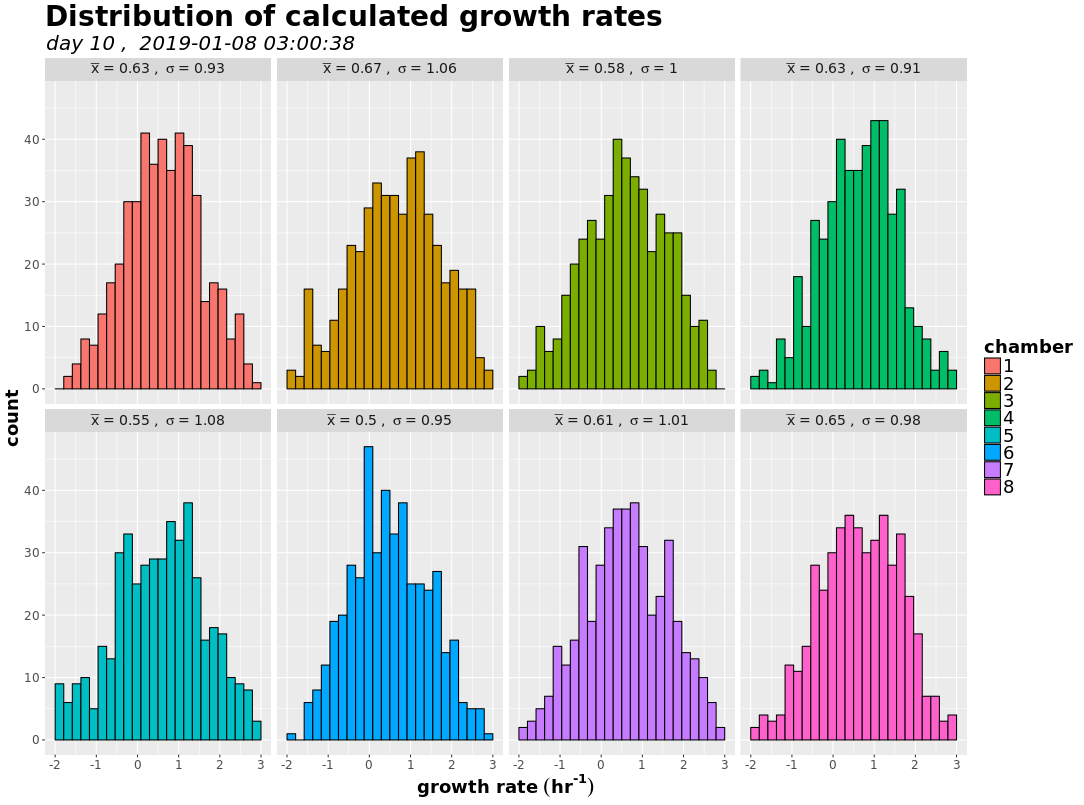 Distribution of calculated growth rates
day 10 ,  2019-01-08 03:00:38
x̅ = 0.63 ,  σ = 0.93
x̅ = 0.67 ,  σ = 1.06
x̅ = 0.58 ,  σ = 1
x̅ = 0.63 ,  σ = 0.91
40
30
20
10
0
x̅ = 0.55 ,  σ = 1.08
x̅ = 0.5 ,  σ = 0.95
x̅ = 0.61 ,  σ = 1.01
x̅ = 0.65 ,  σ = 0.98
40
30
20
10
0
-2 -1 0 1 2 3
-2 -1 0 1 2 3
-2 -1 0 1 2 3
-2 -1 0 1 2 3
count
growth rate (hr⁻¹)
chamber
1
2
3
4
5
6
7
8